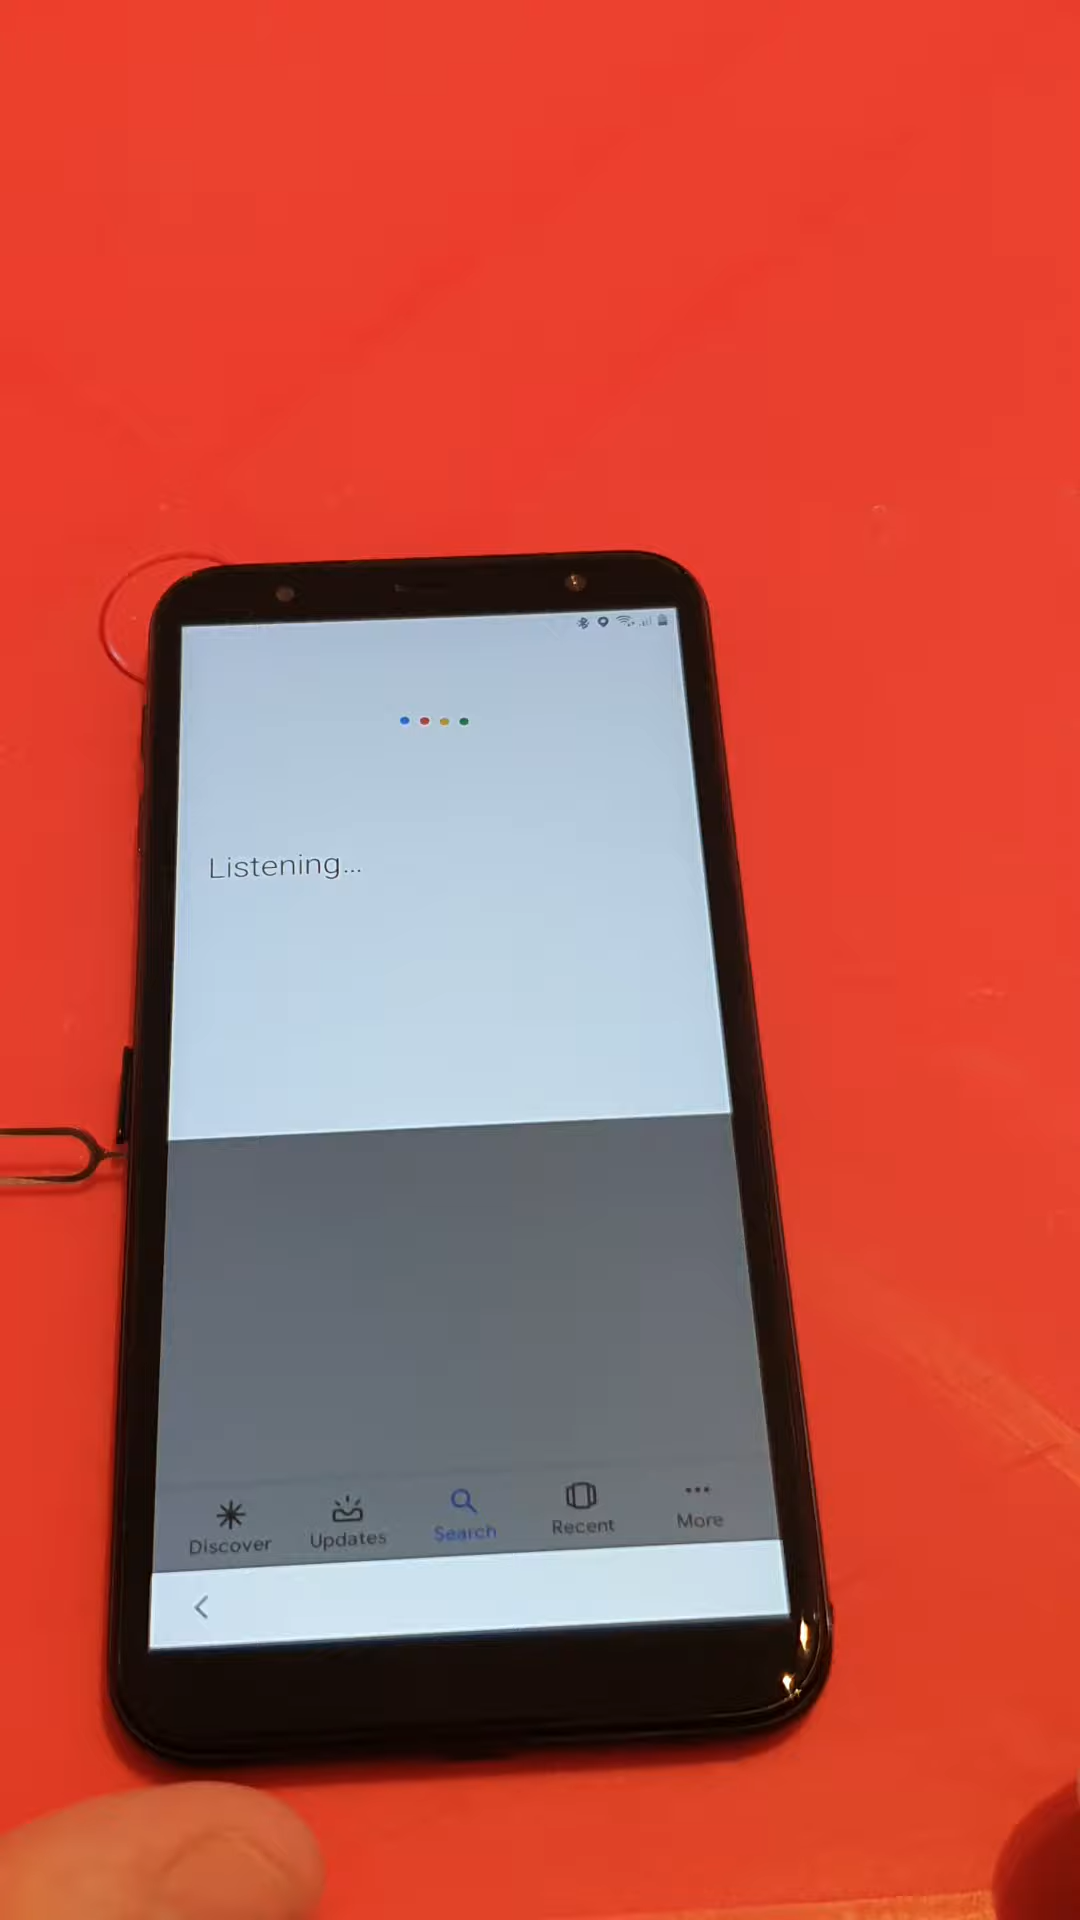 Listening...
Discover
Updates
Search
Recent
More